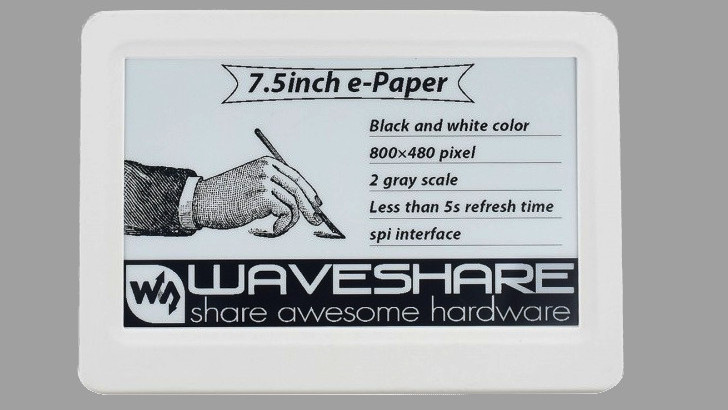 7.5inch e-Paper
Black and white color
800×480 pixel
2 gray scale
Less than 5s refresh time
spi interface
WAVESHARE
share awesome hardware